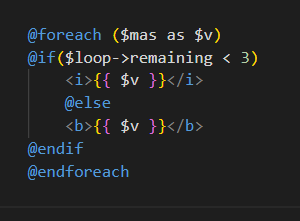 @foreach ($mas as $v)
@if($loop->remaining < 3)
    <i>{{ $v }}</i>
    @else
    <b>{{ $v }}</b>
@endif
@endforeach